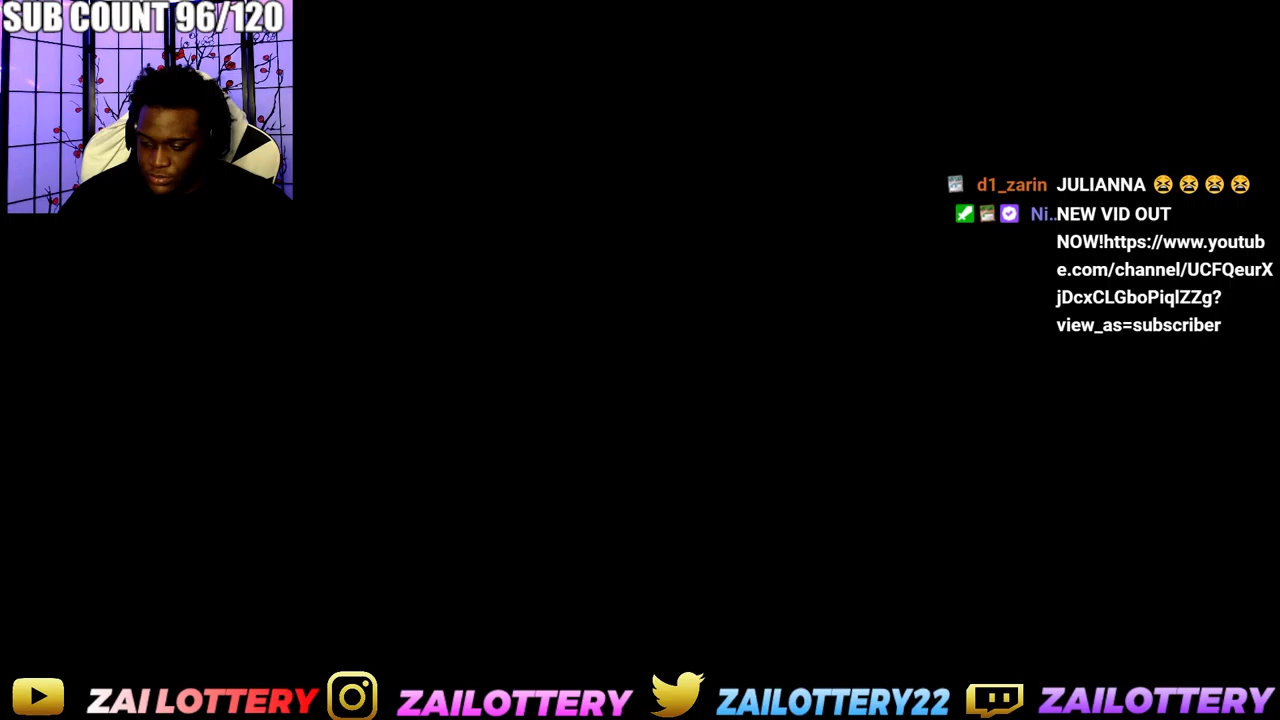 SUB COUNT 96/120
d1_zarin JULIANNA 😫 😫 😫 😫
Ni.. NEW VID OUT
NOW!https://www.youtub
e.com/channel/UCFQeurX
jDcxCLGboPiqlZZg?
view_as=subscriber
ZAI LOTTERY ZAILOTTERY ZAILOTTERY22 ZAILOTTERY